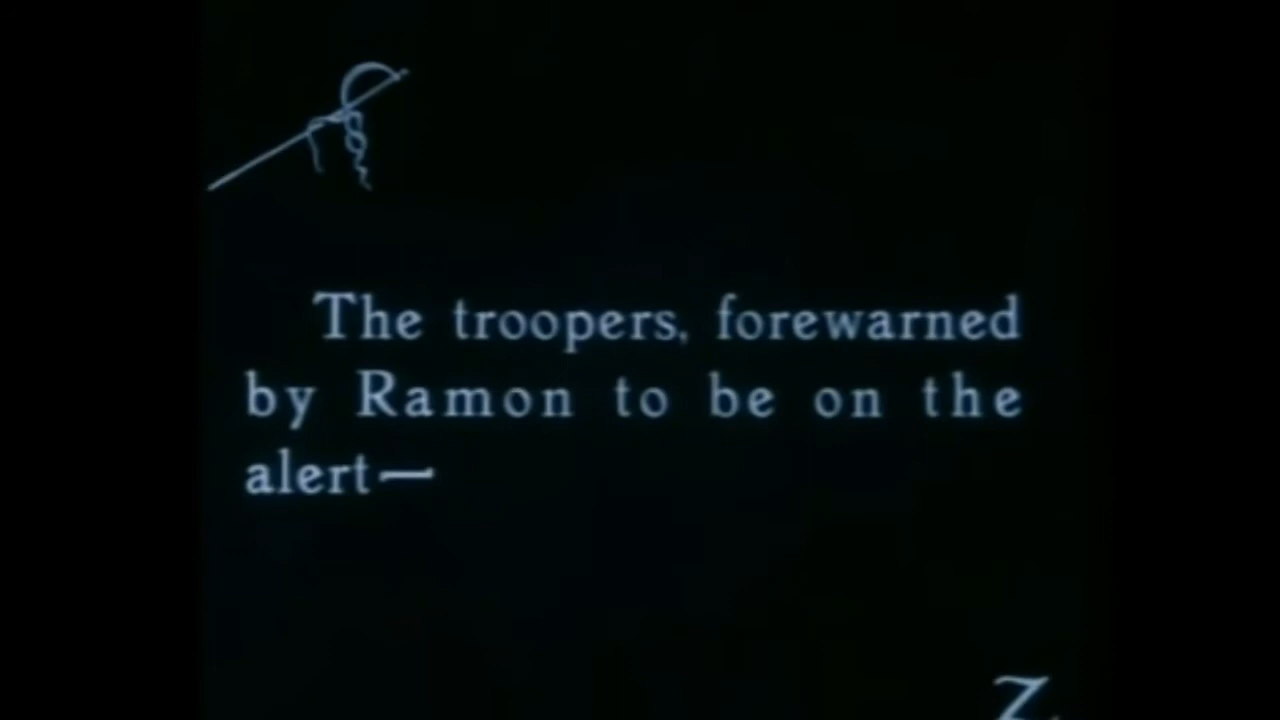 The troopers, forewarned
by Ramon to be on the
alert—
Z